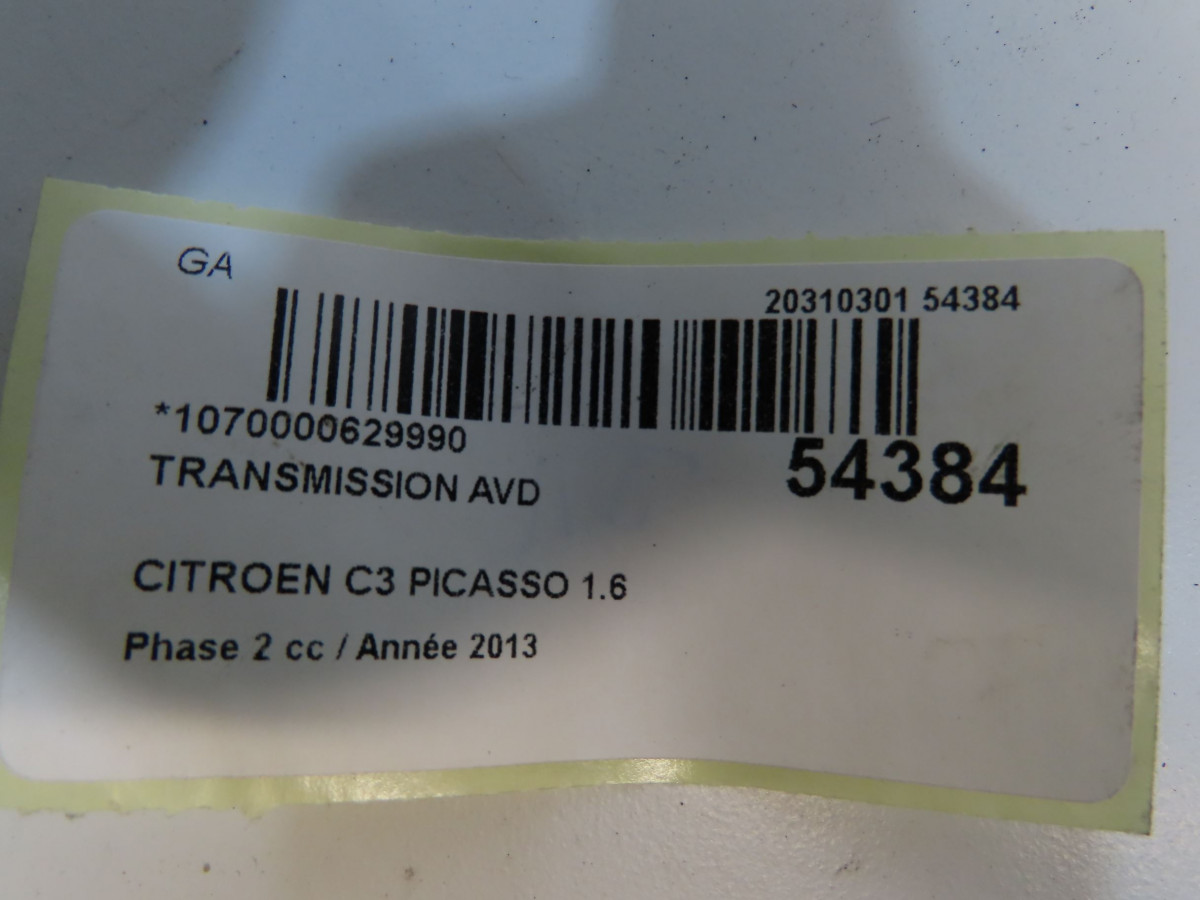 GA
20310301 54384
*1070000629990
54384
TRANSMISSION AVD
CITROEN C3 PICASSO 1.6
Phase 2 cc / Année 2013